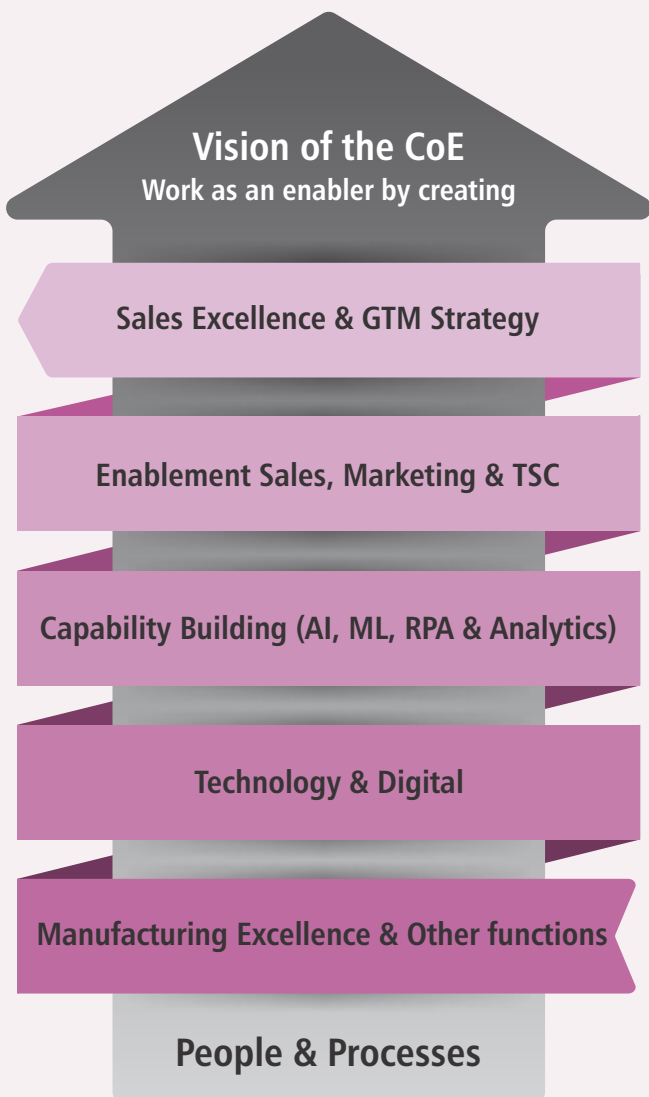 Vision of the CoE
Work as an enabler by creating
Sales Excellence & GTM Strategy
Enablement Sales, Marketing & TSC
Capability Building (AI, ML, RPA & Analytics)
Technology & Digital
Manufacturing Excellence & Other functions
People & Processes